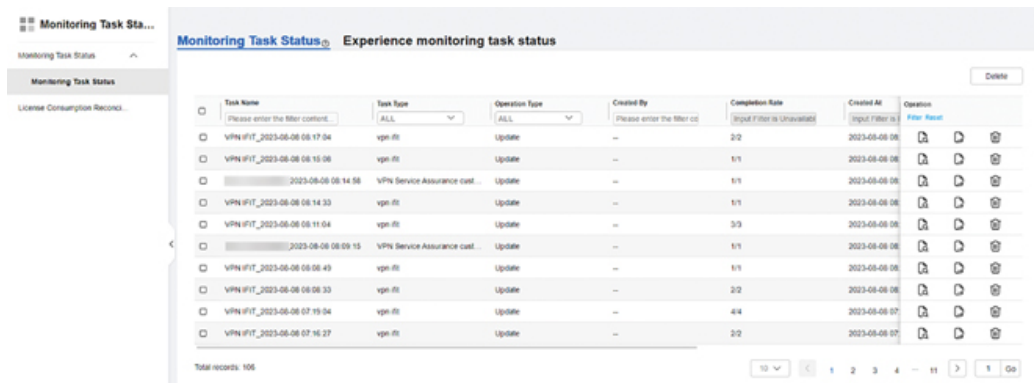 Monitoring Task Sta...
Monitoring Task Status
Monitoring Task Status
License Consumption Reconci...
Monitoring Task Status Experience monitoring task status
Delete
Task Name Task Type Operation Type Created By Completion Rate Created At Operation
Please enter the filter content... ALL ALL Please enter the filter co Input Filter is Unavailabl Input Filter is Filter Reset
VPN IFIT_2023-08-08 08:17:04 vpn ifit Update -- 2/2 2023-08-08 08:
VPN IFIT_2023-08-08 08:15:06 vpn ifit Update -- 1/1 2023-08-08 08:
2023-08-08 08:14:56 VPN Service Assurance cust... Update -- 1/1 2023-08-08 08:
VPN IFIT_2023-08-08 08:14:33 vpn ifit Update -- 1/1 2023-08-08 08:
VPN IFIT_2023-08-08 08:11:04 vpn ifit Update -- 3/3 2023-08-08 08:
2023-08-08 08:09:15 VPN Service Assurance cust... Update -- 1/1 2023-08-08 08:
VPN IFIT_2023-08-08 08:08:49 vpn ifit Update -- 1/1 2023-08-08 08:
VPN IFIT_2023-08-08 08:08:33 vpn ifit Update -- 2/2 2023-08-08 08:
VPN IFIT_2023-08-08 07:19:04 vpn ifit Update -- 4/4 2023-08-08 07:
VPN IFIT_2023-08-08 07:16:27 vpn ifit Update -- 2/2 2023-08-08 07:
Total records: 106 10 1 2 3 4 ... 11 1 Go